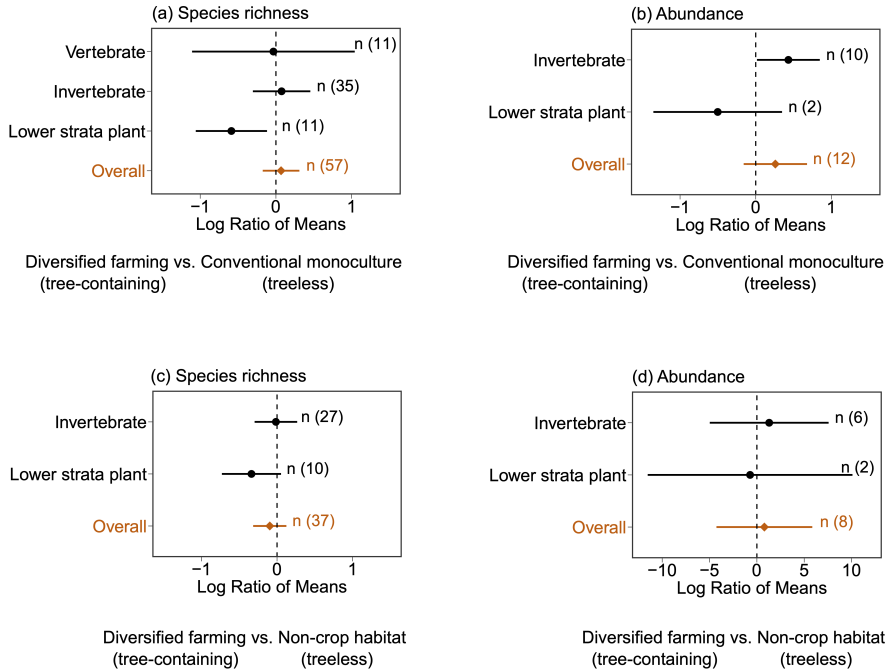 (a) Species richness
Vertebrate
n (11)
Invertebrate
n (35)
Lower strata plant
n (11)
Overall
n (57)
−1
0
1
Log Ratio of Means
Diversified farming vs. Conventional monoculture
(tree-containing) (treeless)
(b) Abundance
Invertebrate
n (10)
Lower strata plant
n (2)
Overall
n (12)
−1
0
1
Log Ratio of Means
Diversified farming vs. Conventional monoculture
(tree-containing) (treeless)
(c) Species richness
Invertebrate
n (27)
Lower strata plant
n (10)
Overall
n (37)
−1
0
1
Log Ratio of Means
Diversified farming vs. Non-crop habitat
(tree-containing) (treeless)
(d) Abundance
Invertebrate
n (6)
Lower strata plant
n (2)
Overall
n (8)
−10
−5
0
5
10
Log Ratio of Means
Diversified farming vs. Non-crop habitat
(tree-containing) (treeless)